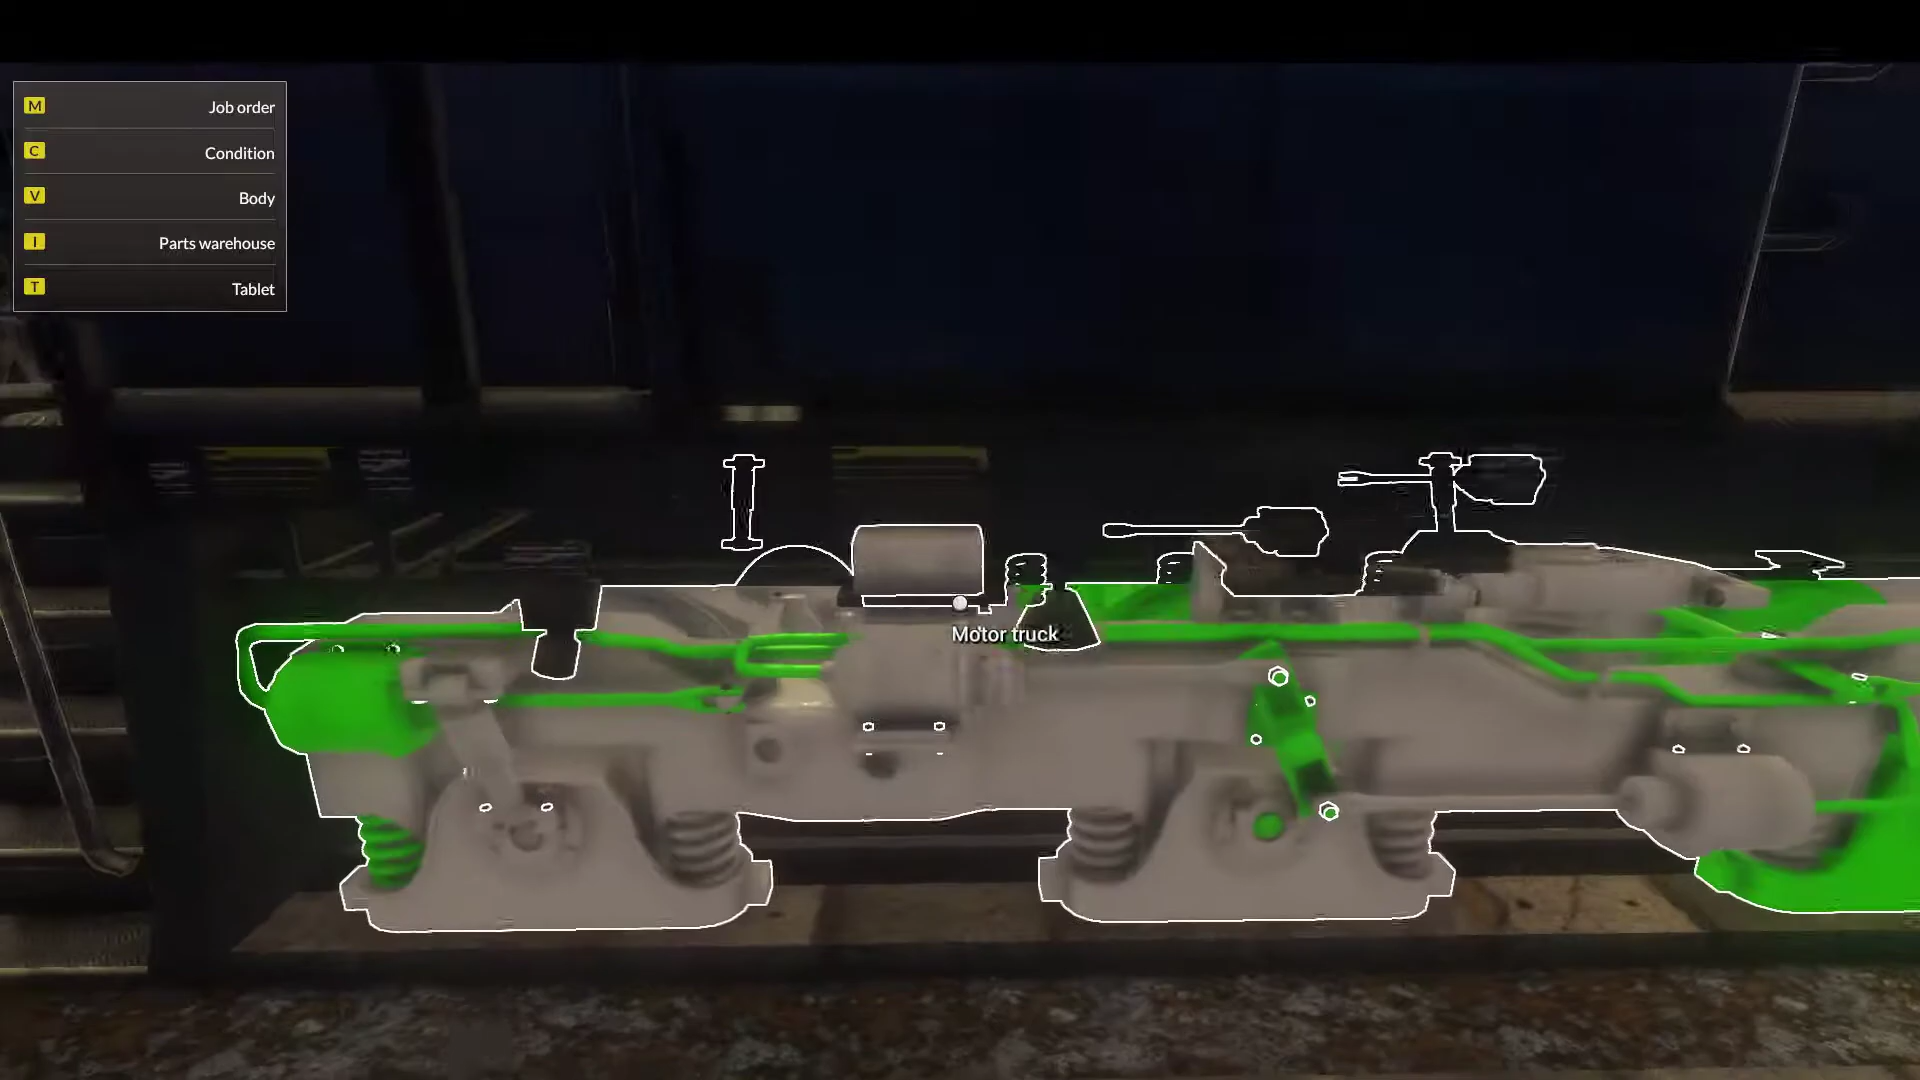 M Job order
C Condition
V Body
I Parts warehouse
T Tablet
Motor truck